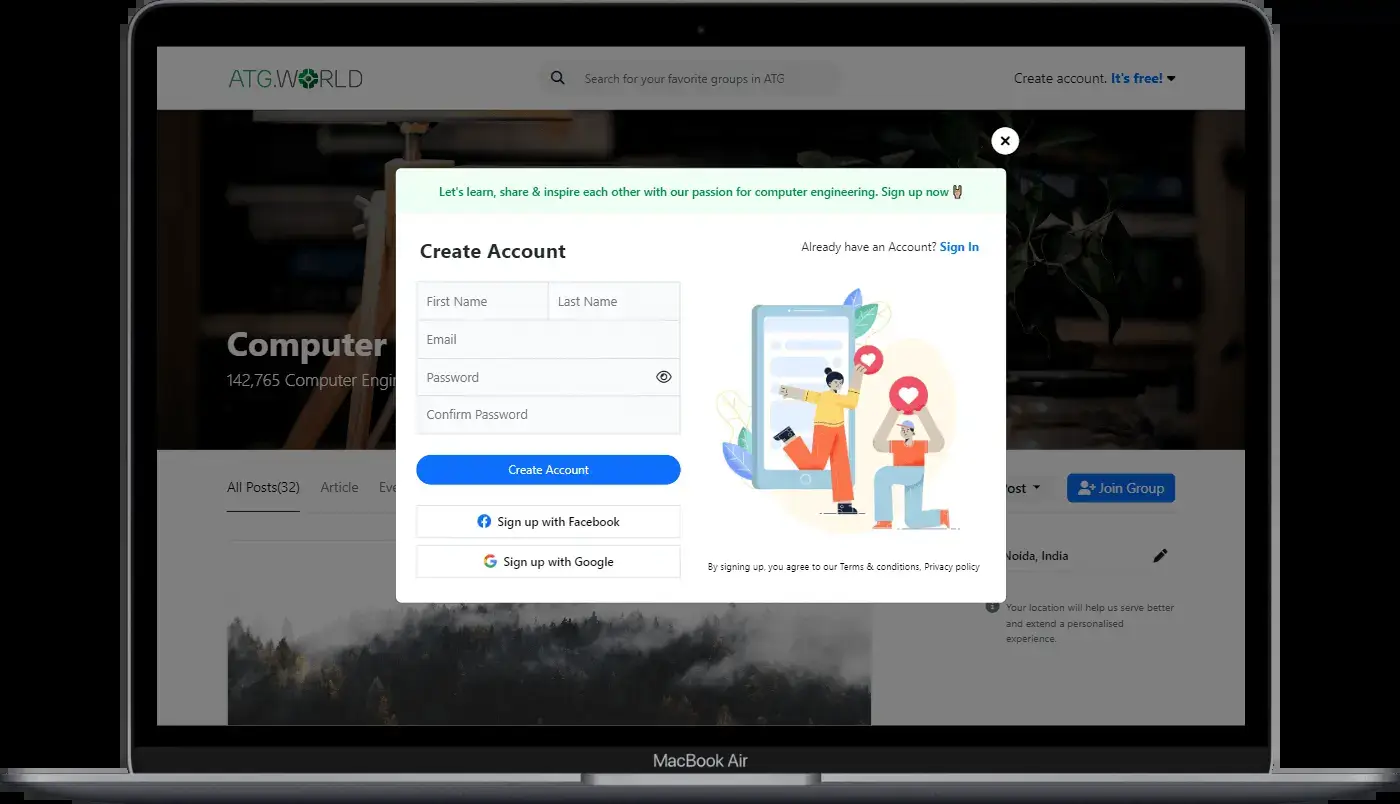 ATG.WORLD
Search for your favorite groups in ATG
Create account. It's free!
Let's learn, share & inspire each other with our passion for computer engineering. Sign up now
Create Account
Already have an Account? Sign In
First Name
Last Name
Email
Password
Confirm Password
Create Account
Sign up with Facebook
Sign up with Google
By signing up, you agree to our Terms & conditions, Privacy policy
Computer
142,765 Computer Engin
All Posts(32)
Article
Eve
ost
Join Group
Noida, India
Your location will help us serve better
and extend a personalised
experience.
MacBook Air